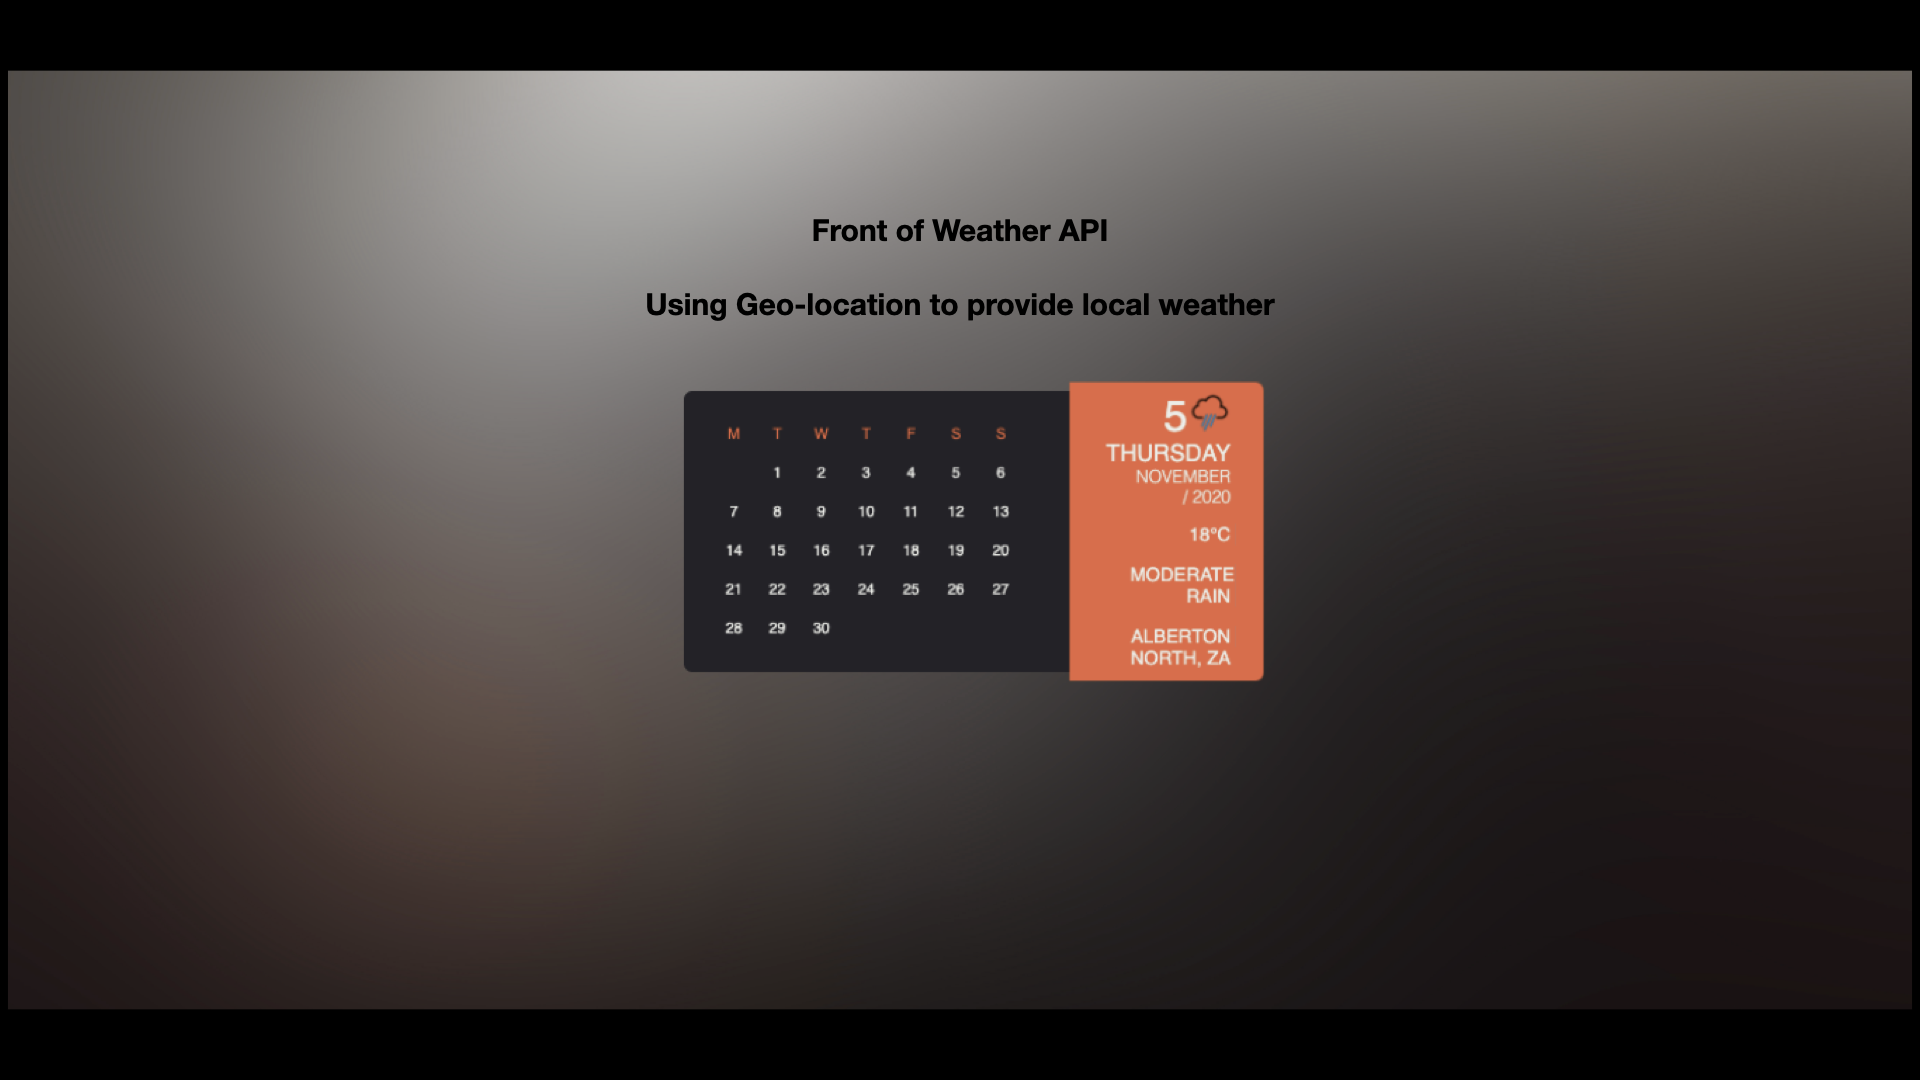 Front of Weather API
Using Geo-location to provide local weather
M T W T F S S
1 2 3 4 5 6
7 8 9 10 11 12 13
14 15 16 17 18 19 20
21 22 23 24 25 26 27
28 29 30
5
THURSDAY
NOVEMBER
/ 2020
18°C
MODERATE
RAIN
ALBERTON
NORTH, ZA